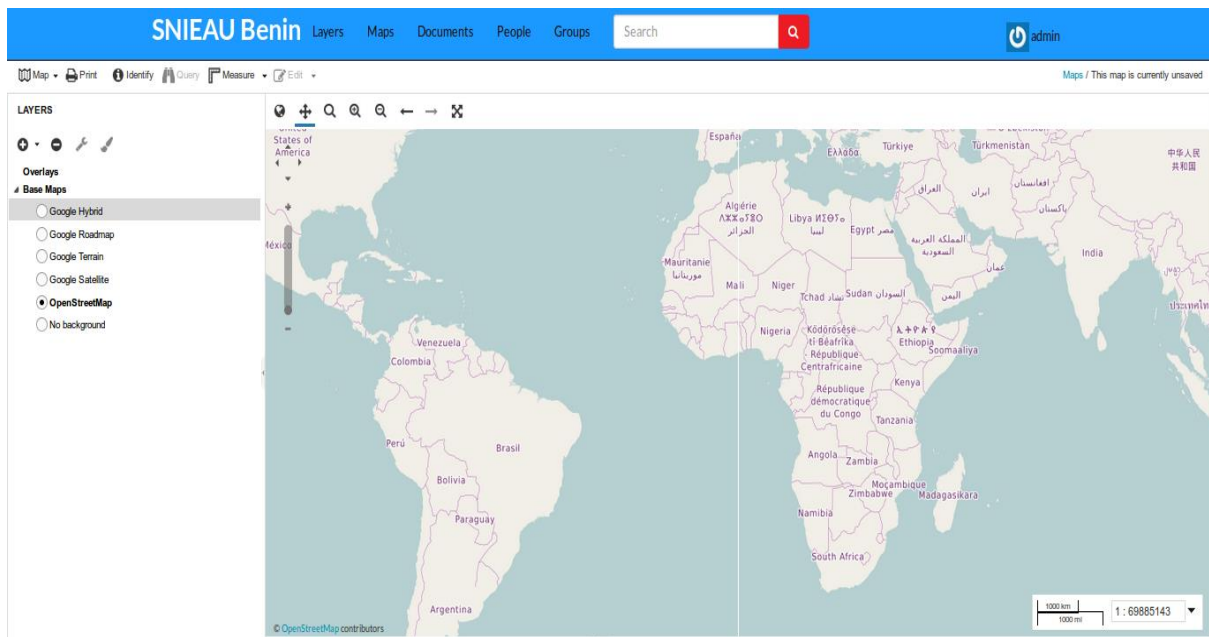 SNIEAU Benin Layers Maps Documents People Groups Search admin
Map Print Identify Query Measure Edit Maps / This map is currently unsaved
LAYERS
Overlays
Base Maps
Google Hybrid
Google Roadmap
Google Terrain
Google Satellite
OpenStreetMap
No background
States of
America
México
Venezuela
Colombia
Perú
Brasil
Bolivia
Paraguay
Argentina
España
Ελλάδα
Türkiye
Türkmenistan
中华人民
共和国
العراق
ايران
افغانستان
پاکستان
Algérie
الجزائر
Libya ⵍⵉⴱⵢⴰ
ليبيا
Egypt مصر
المملكة العربية
السعودية
عمان
India
Mauritanie
موريتانيا
Mali
Niger
Tchad تشاد
Sudan السودان
اليمن
Nigeria
Ködörösêse
tî Bêafrîka
République
Centrafricaine
Ethiopia
Soomaaliya
République
démocratique
du Congo
Kenya
Tanzania
Angola
Zambia
Moçambique
Zimbabwe
Madagasikara
Namibia
South Africa
1000 km
1000 mi
1 : 69885143
© OpenStreetMap contributors